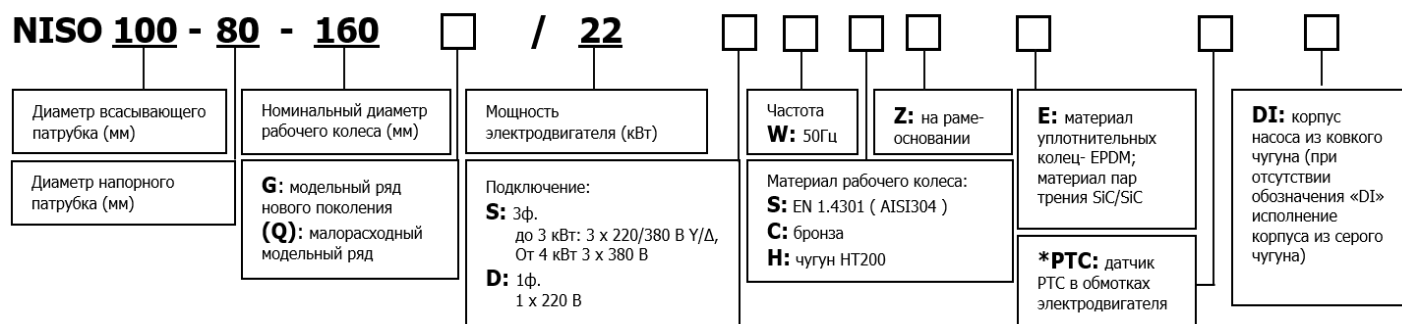 NISO 100 - 80 - 160 / 22
Диаметр всасывающего
патрубка (мм)
Диаметр напорного
патрубка (мм)
Номинальный диаметр
рабочего колеса (мм)
G: модельный ряд
нового поколения
(Q): малорасходный
модельный ряд
Мощность
электродвигателя (кВт)
Подключение:
S: 3ф.
до 3 кВт: 3 x 220/380 В Y/Δ,
От 4 кВт 3 x 380 В
D: 1ф.
1 x 220 В
Частота
W: 50Гц
Материал рабочего колеса:
S: EN 1.4301 ( AISI304 )
C: бронза
H: чугун HT200
Z: на раме-
основании
E: материал
уплотнительных
колец- EPDM;
материал пар
трения SiC/SiC
*PTC: датчик
PTC в обмотках
электродвигателя
DI: корпус
насоса из ковкого
чугуна (при
отсутствии
обозначения «DI»
исполнение
корпуса из серого
чугуна)